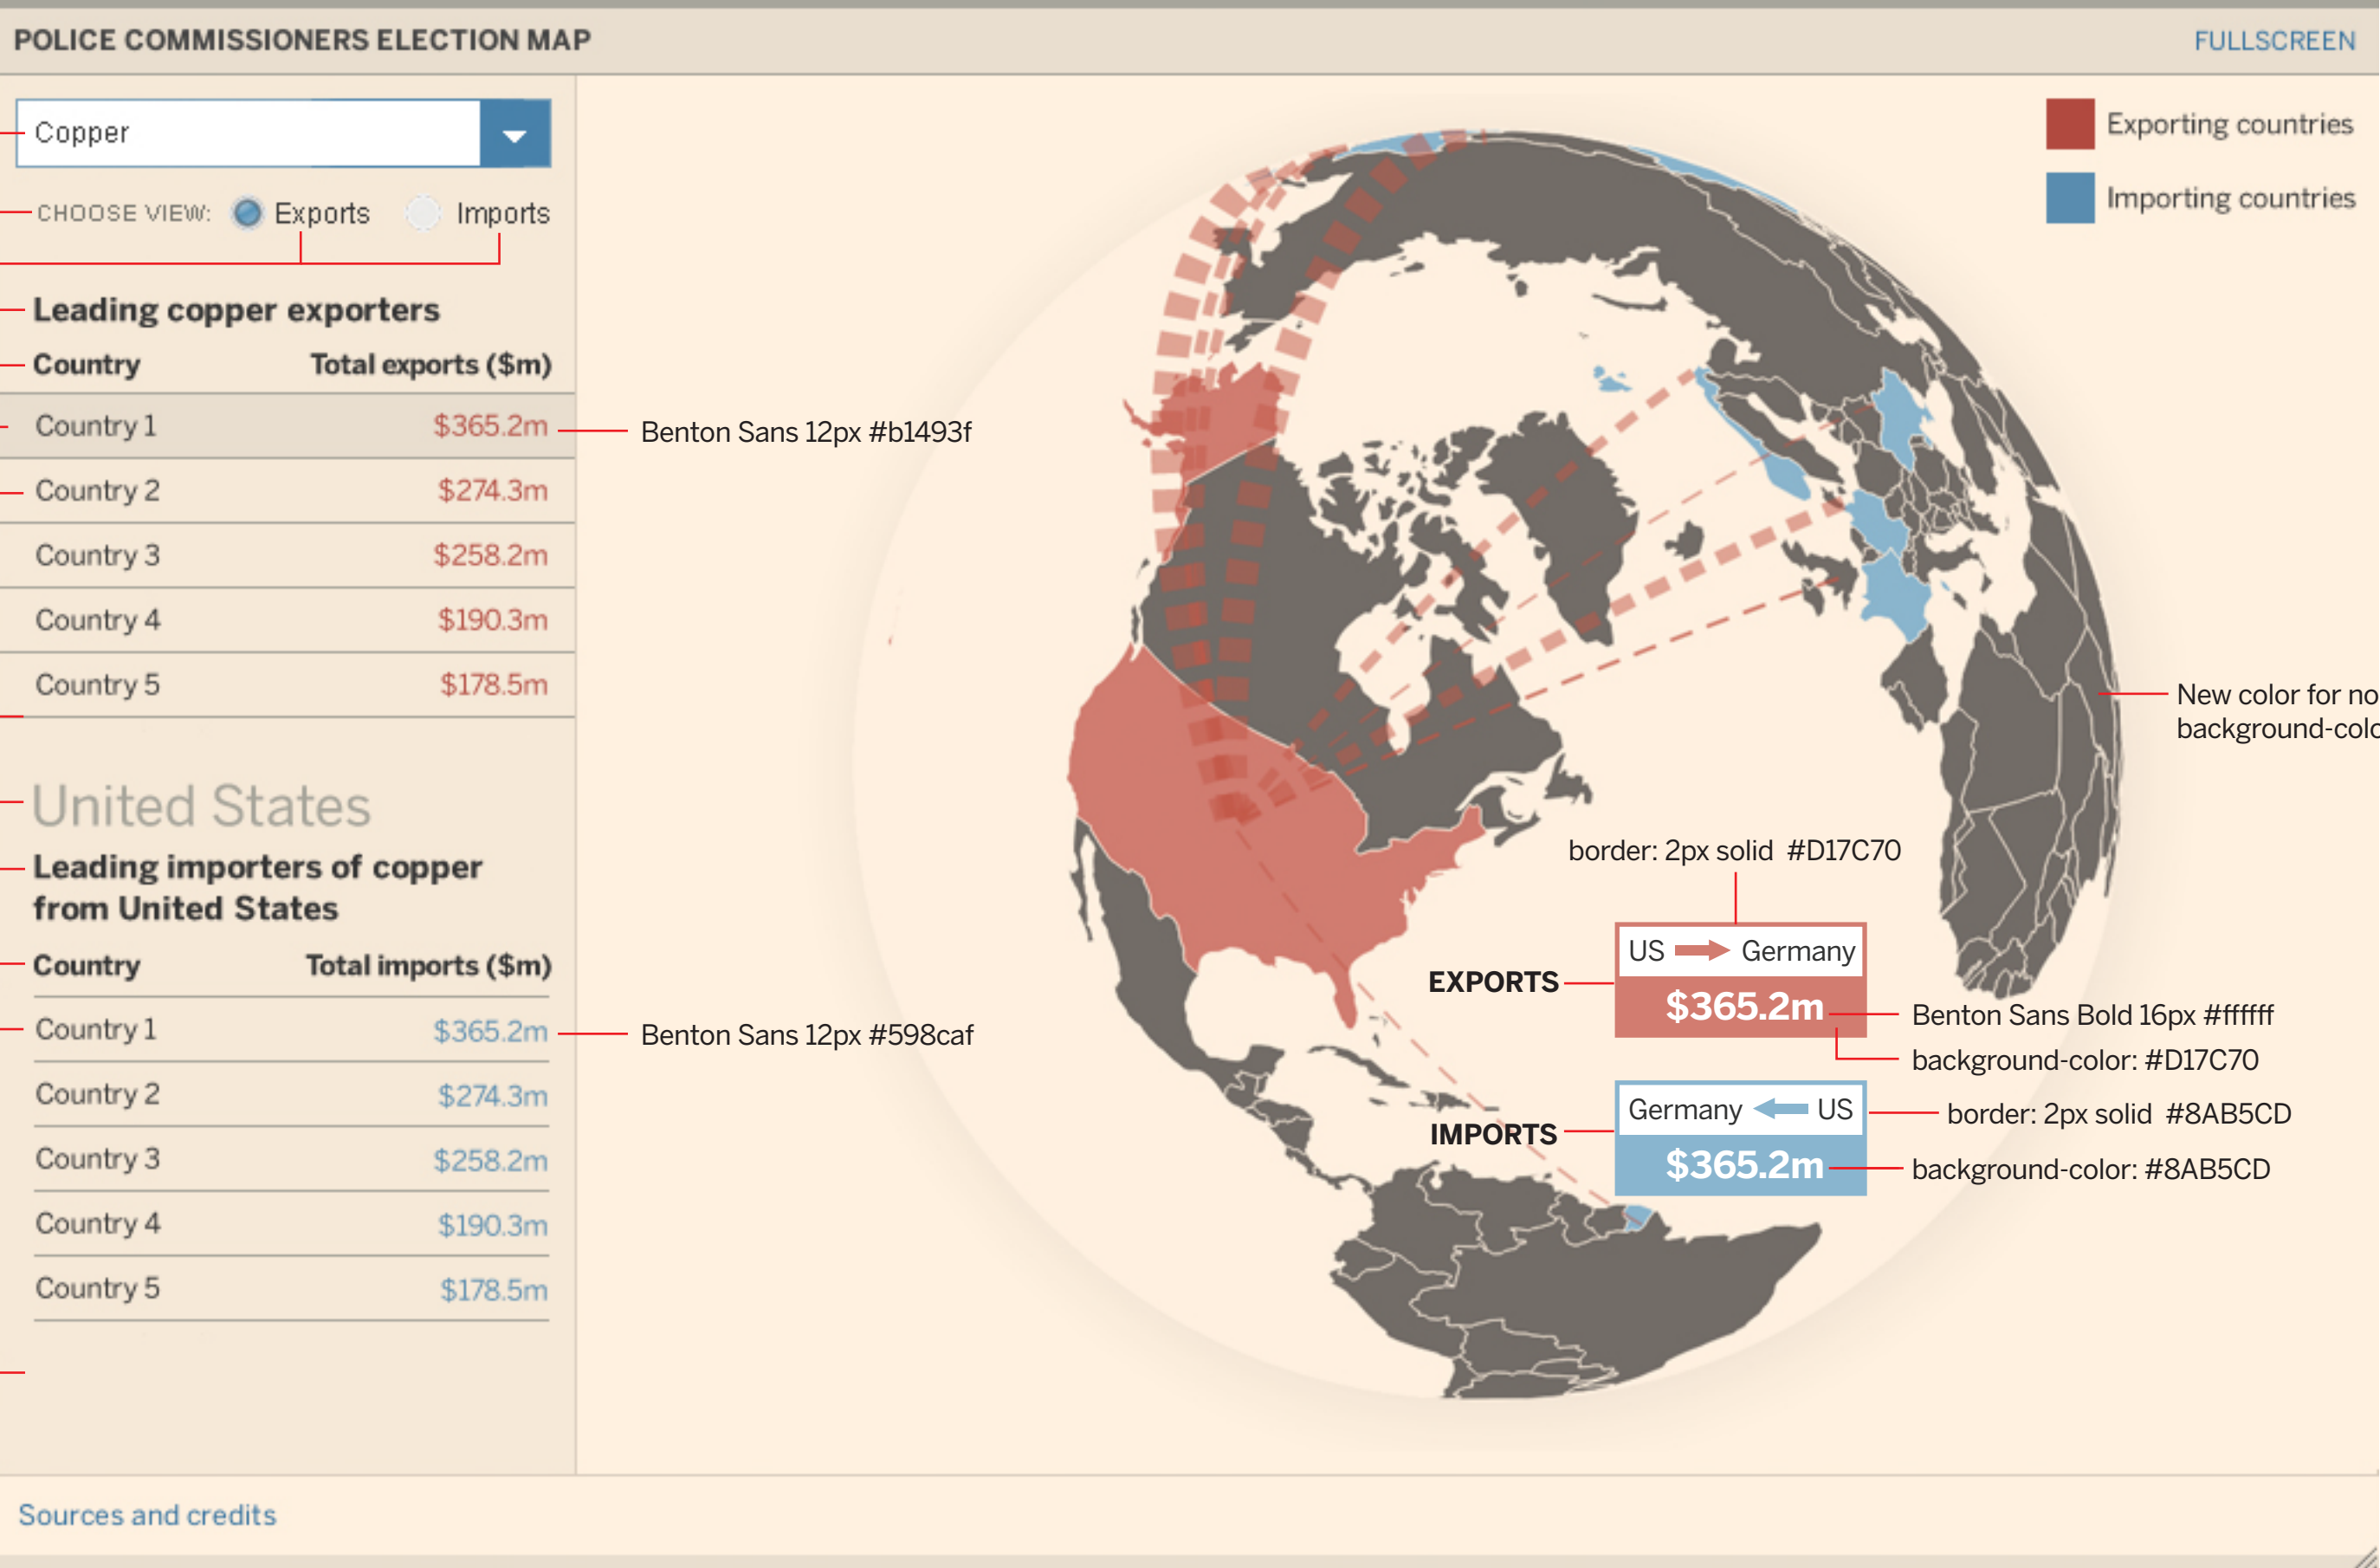 POLICE COMMISSIONERS ELECTION MAP
FULLSCREEN
Copper
CHOOSE VIEW: Exports Imports
Leading copper exporters
Country Total exports ($m)
Country 1 $365.2m
Country 2 $274.3m
Country 3 $258.2m
Country 4 $190.3m
Country 5 $178.5m
United States
Leading importers of copper
from United States
Country Total imports ($m)
Country 1 $365.2m
Country 2 $274.3m
Country 3 $258.2m
Country 4 $190.3m
Country 5 $178.5m
Sources and credits
Benton Sans 12px #b1493f
Benton Sans 12px #598caf
Exporting countries
Importing countries
New color for
border: 2px solid #D17C70
US Germany
EXPORTS
$365.2m
Benton Sans Bold 16px #ffffff
background-color: #D17C70
Germany US
IMPORTS
border: 2px solid #8AB5CD
$365.2m
background-color: #8AB5CD